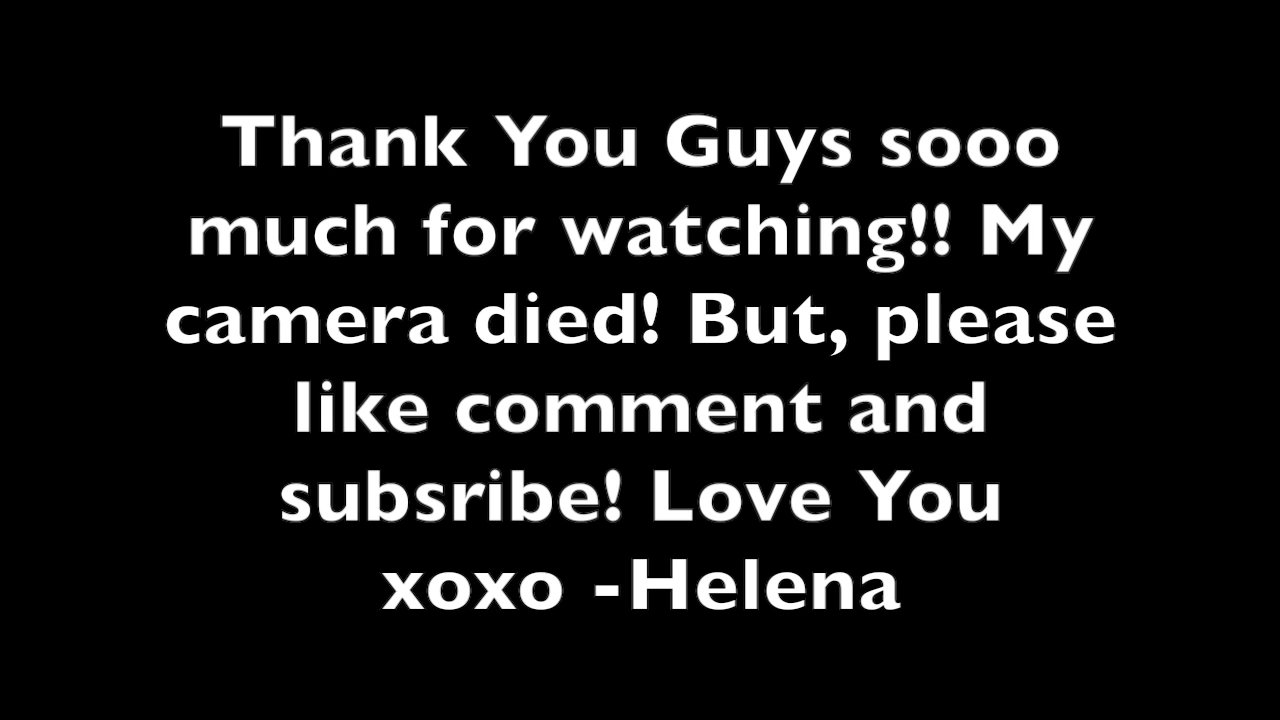 Thank You Guys sooo
much for watching!! My
camera died! But, please
like comment and
subsribe! Love You
xoxo -Helena